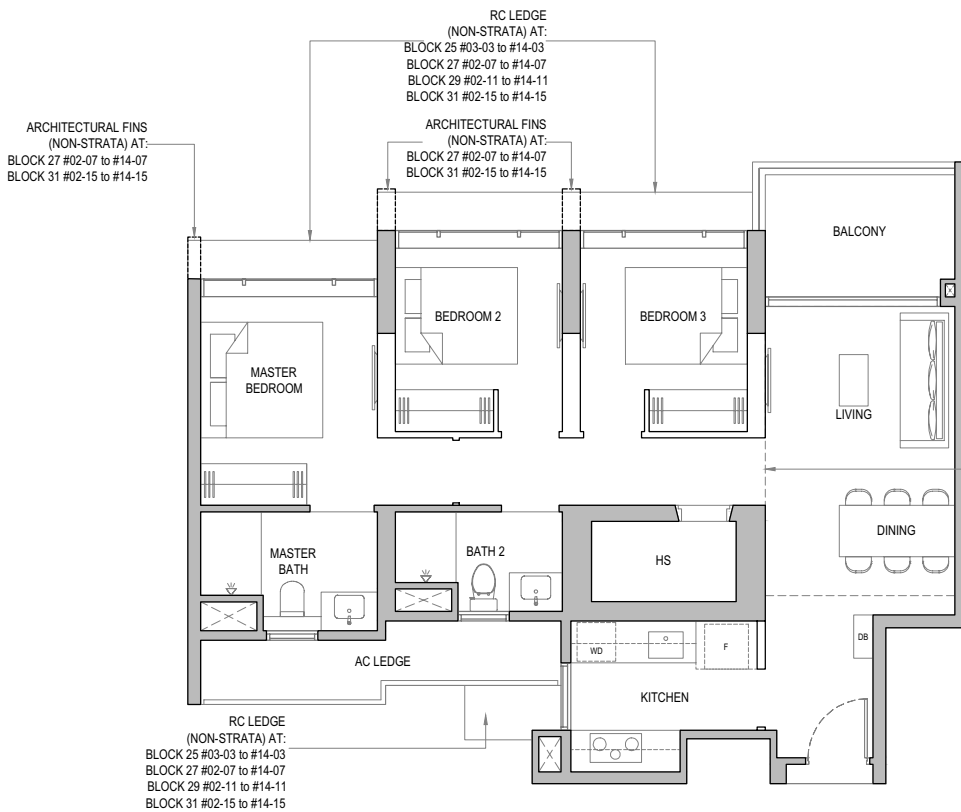 RC LEDGE
(NON-STRATA) AT:
BLOCK 25 #03-03 to #14-03
BLOCK 27 #02-07 to #14-07
BLOCK 29 #02-11 to #14-11
BLOCK 31 #02-15 to #14-15
ARCHITECTURAL FINS
(NON-STRATA) AT:
BLOCK 27 #02-07 to #14-07
BLOCK 31 #02-15 to #14-15
ARCHITECTURAL FINS
(NON-STRATA) AT:
BLOCK 27 #02-07 to #14-07
BLOCK 31 #02-15 to #14-15
BALCONY
BEDROOM 2
BEDROOM 3
MASTER
BEDROOM
LIVING
DINING
MASTER
BATH
BATH 2
HS
DB
WD
F
AC LEDGE
KITCHEN
RC LEDGE
(NON-STRATA) AT:
BLOCK 25 #03-03 to #14-03
BLOCK 27 #02-07 to #14-07
BLOCK 29 #02-11 to #14-11
BLOCK 31 #02-15 to #14-15